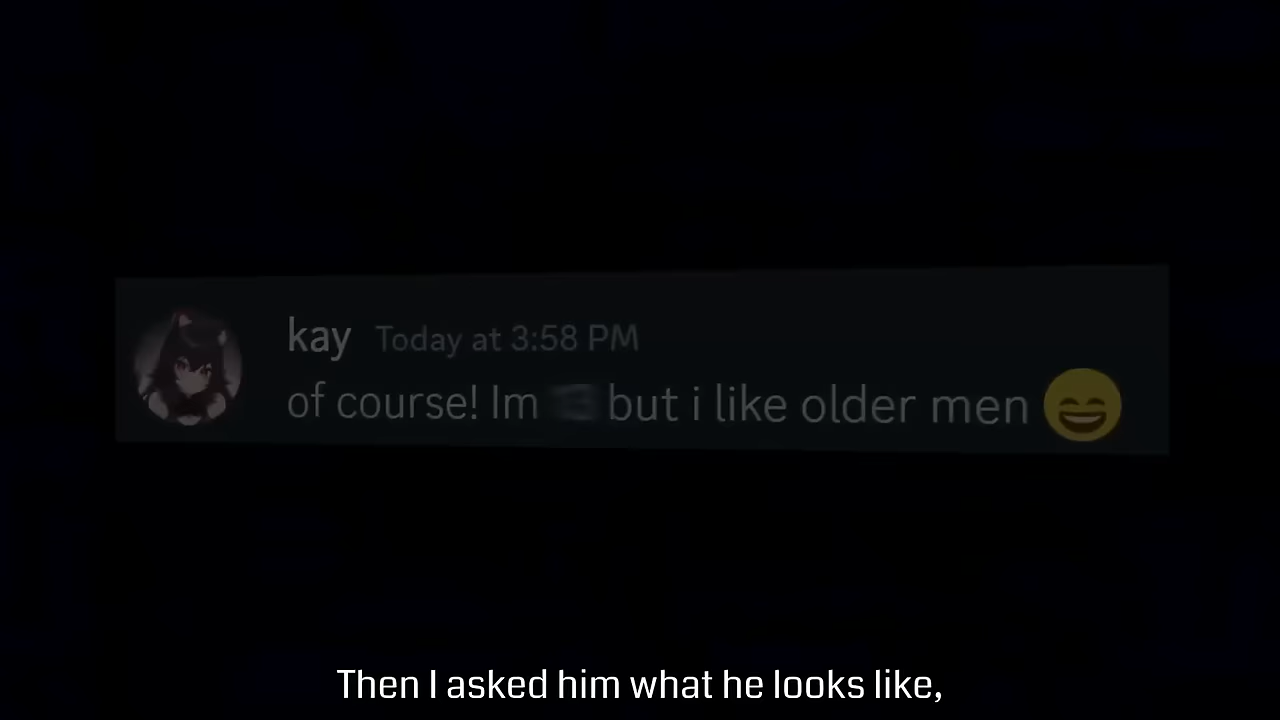 kay Today at 3:58 PM
of course! Im but i like older men 😄
Then I asked him what he looks like,